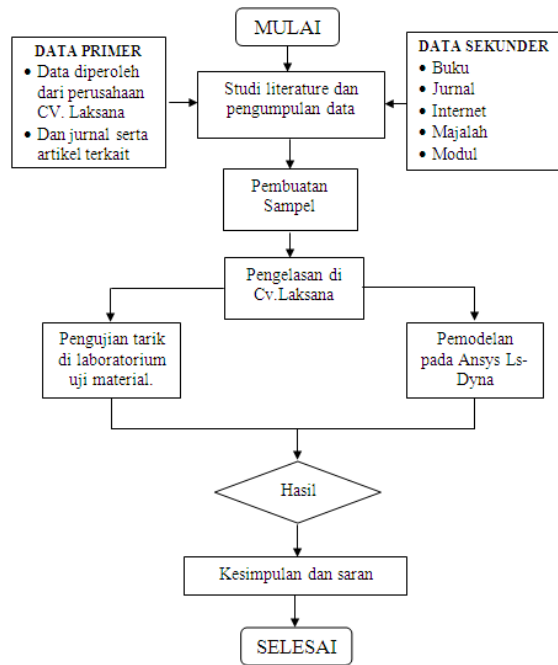 MULAI
DATA PRIMER
• Data diperoleh
dari perusahaan
CV. Laksana
• Dan jurnal serta
artikel terkait
Studi literature dan
pengumpulan data
DATA SEKUNDER
• Buku
• Jurnal
• Internet
• Majalah
• Modul
Pembuatan
Sampel
Pengelasan di
Cv.Laksana
Pengujian tarik
di laboratorium
uji material.
Pemodelan
pada Ansys Ls-
Dyna
Hasil
Kesimpulan dan saran
SELESAI